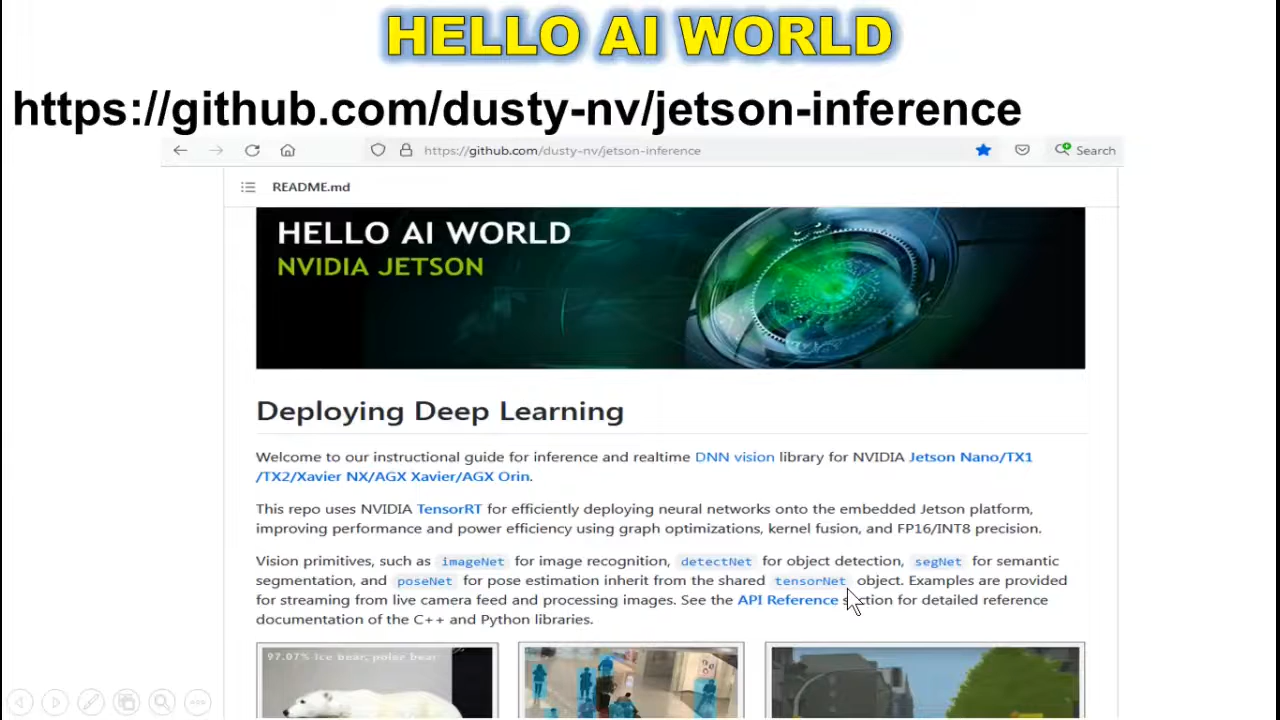 HELLO AI WORLD
https://github.com/dusty-nv/jetson-inference
https://github.com/dusty-nv/jetson-inference
Search
README.md
HELLO AI WORLD
NVIDIA JETSON
Deploying Deep Learning
Welcome to our instructional guide for inference and realtime DNN vision library for NVIDIA Jetson Nano/TX1
/TX2/Xavier NX/AGX Xavier/AGX Orin.
This repo uses NVIDIA TensorRT for efficiently deploying neural networks onto the embedded Jetson platform,
improving performance and power efficiency using graph optimizations, kernel fusion, and FP16/INT8 precision.
Vision primitives, such as imageNet for image recognition, detectNet for object detection, segNet for semantic
segmentation, and poseNet for pose estimation inherit from the shared tensorNet object. Examples are provided
for streaming from live camera feed and processing images. See the API Reference section for detailed reference
documentation of the C++ and Python libraries.
97.07% ice bear, polar bear